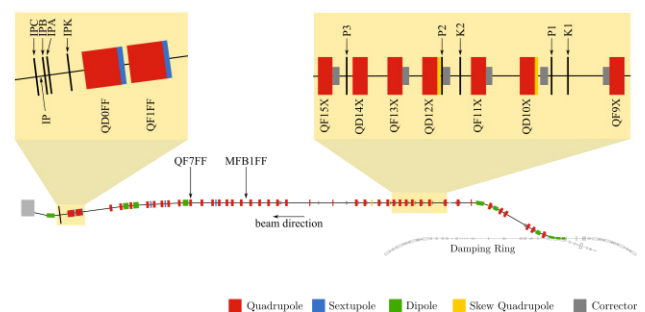 IPC
IPB
IPA
IPK
IP
QD0FF
QF1FF
P3
P2
K2
P1
K1
QF15X
QD14X
QF13X
QD12X
QF11X
QD10X
QF9X
QF7FF
MFB1FF
beam direction
Damping Ring
Quadrupole
Sextupole
Dipole
Skew Quadrupole
Corrector